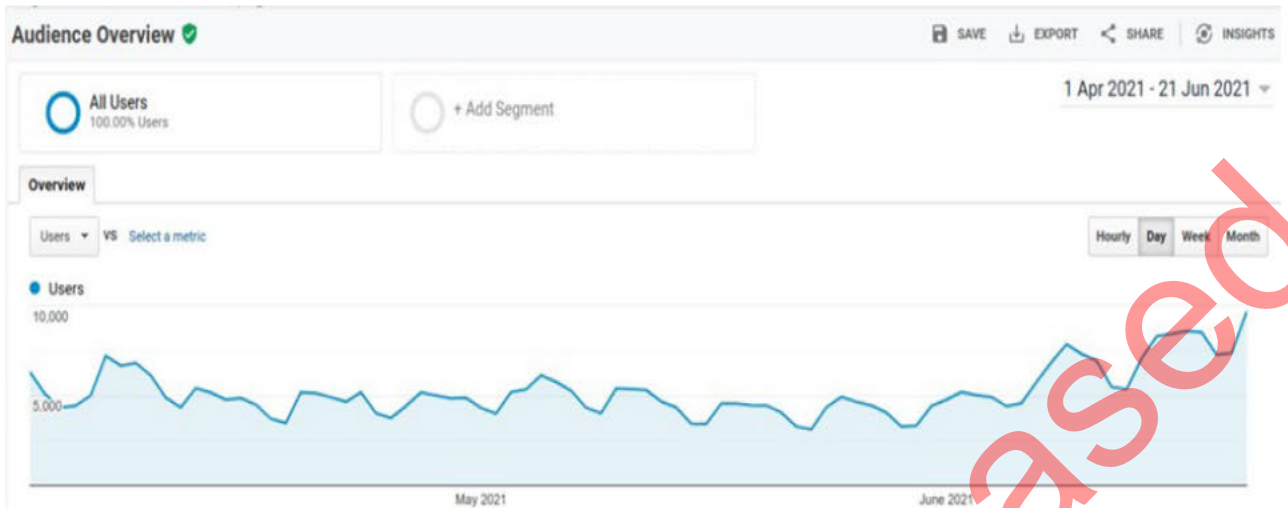 Audience Overview
SAVE EXPORT SHARE INSIGHTS
All Users
100.00% Users
+ Add Segment
1 Apr 2021 - 21 Jun 2021
Overview
Users VS Select a metric
Hourly Day Week Month
Users
10,000
5,000
May 2021
June 2021
ased